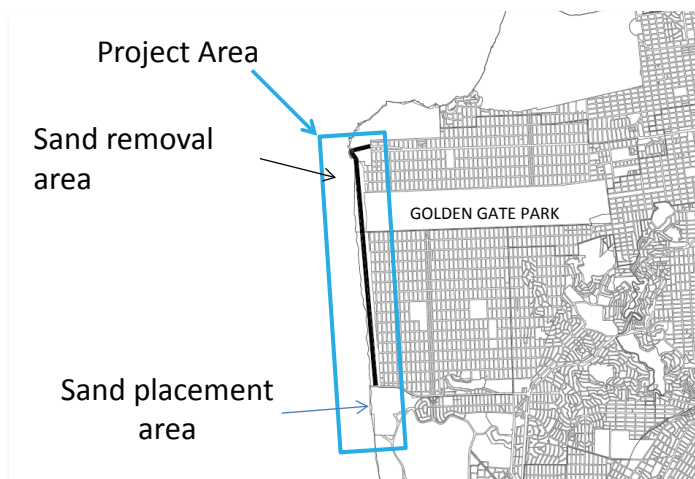 Project Area
Sand removal
area
GOLDEN GATE PARK
Sand placement
area